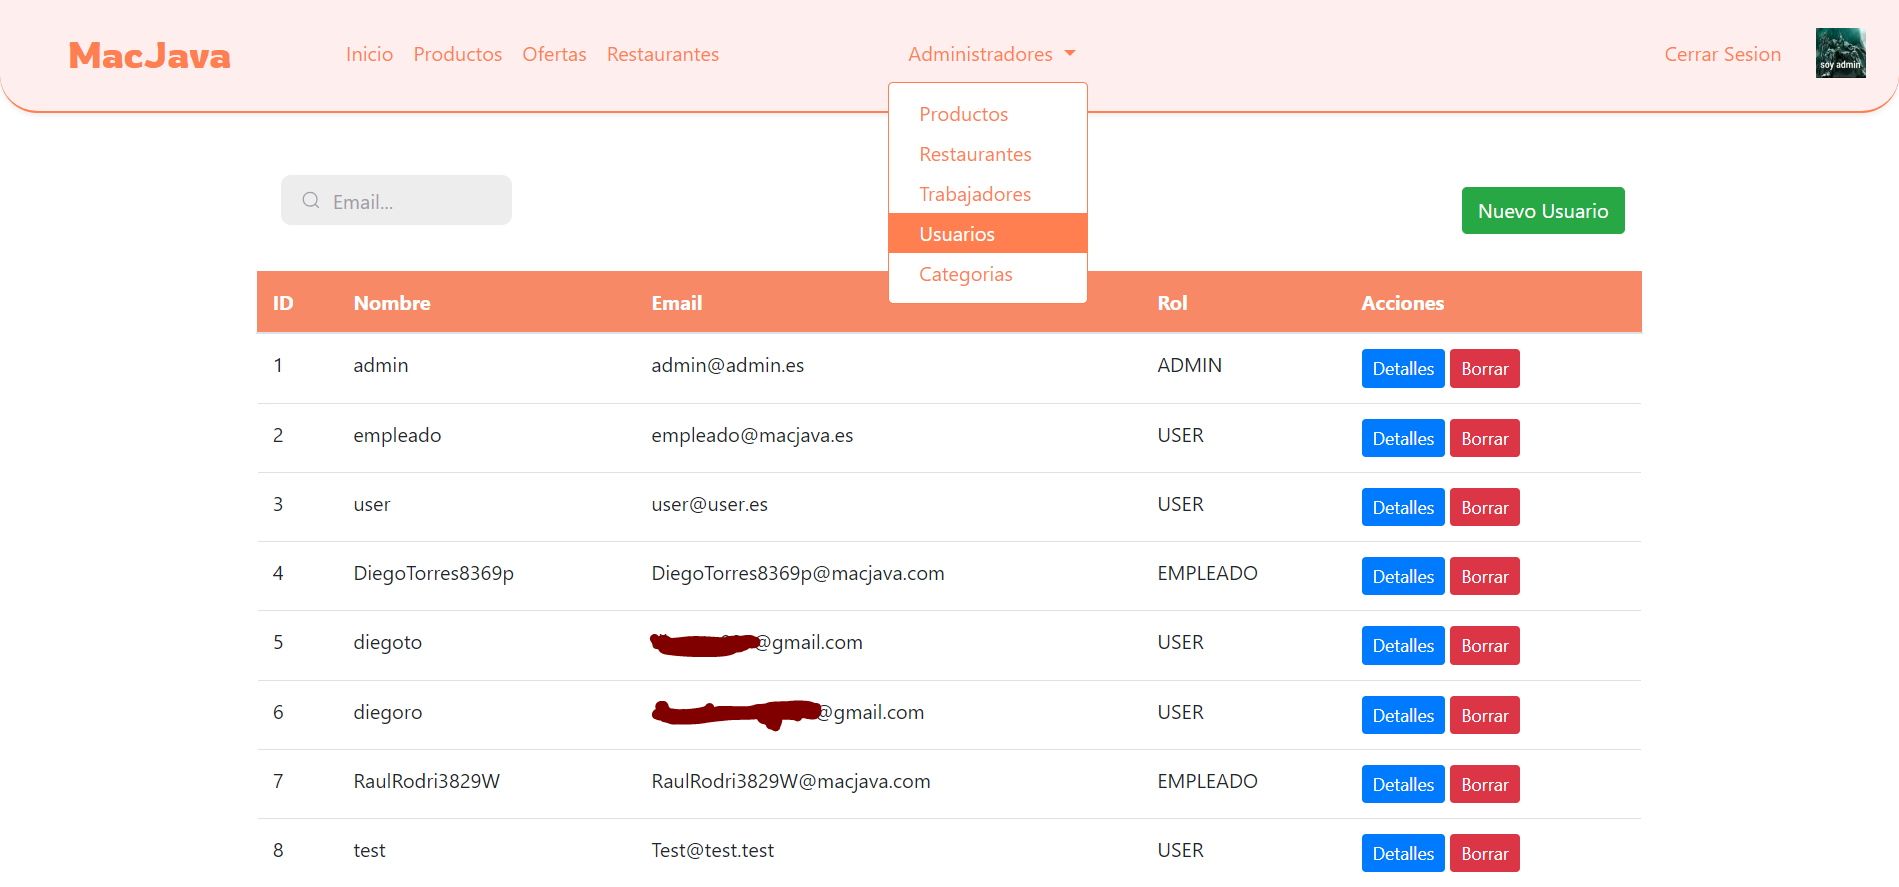 MacJava Inicio Productos Ofertas Restaurantes Administradores Cerrar Sesion
soy admin
Productos
Restaurantes
Trabajadores
Usuarios
Categorias
Email...
Nuevo Usuario
ID Nombre Email Rol Acciones
1 admin admin@admin.es ADMIN Detalles Borrar
2 empleado empleado@macjava.es USER Detalles Borrar
3 user user@user.es USER Detalles Borrar
4 DiegoTorres8369p DiegoTorres8369p@macjava.com EMPLEADO Detalles Borrar
5 diegoto @gmail.com USER Detalles Borrar
6 diegoro @gmail.com USER Detalles Borrar
7 RaulRodri3829W RaulRodri3829W@macjava.com EMPLEADO Detalles Borrar
8 test Test@test.test USER Detalles Borrar